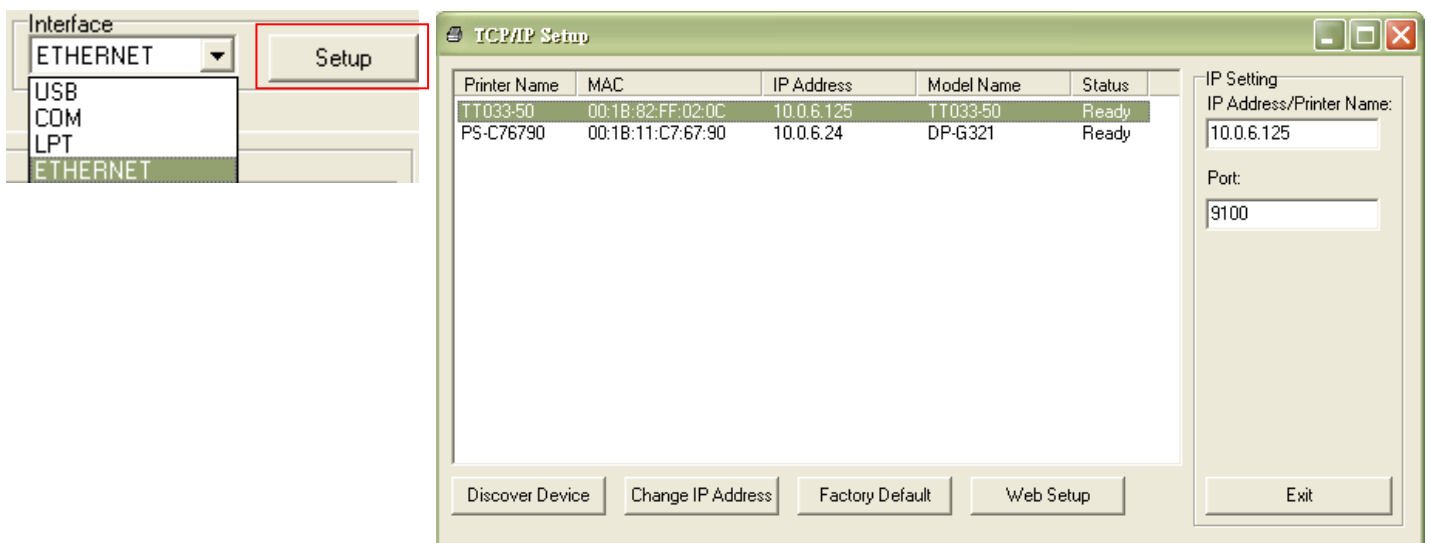 Interface
ETHERNET
Setup
USB
COM
LPT
ETHERNET
TCP/IP Setup
Printer Name MAC IP Address Model Name Status
TT033-50 00:1B:82:FF:02:0C 10.0.6.125 TT033-50 Ready
PS-C76790 00:1B:11:C7:67:90 10.0.6.24 DP-G321 Ready
IP Setting
IP Address/Printer Name:
10.0.6.125
Port:
9100
Discover Device Change IP Address Factory Default Web Setup Exit